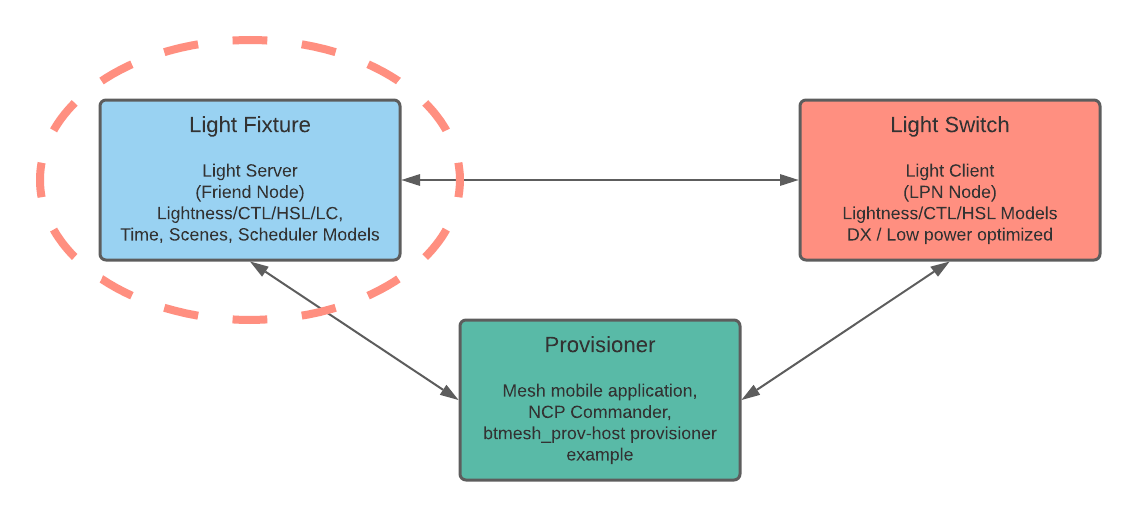 Light Fixture
Light Server
(Friend Node)
Lightness/CTL/HSL/LC,
Time, Scenes, Scheduler Models
Light Switch
Light Client
(LPN Node)
Lightness/CTL/HSL Models
DX / Low power optimized
Provisioner
Mesh mobile application,
NCP Commander,
btmesh_prov-host provisioner
example